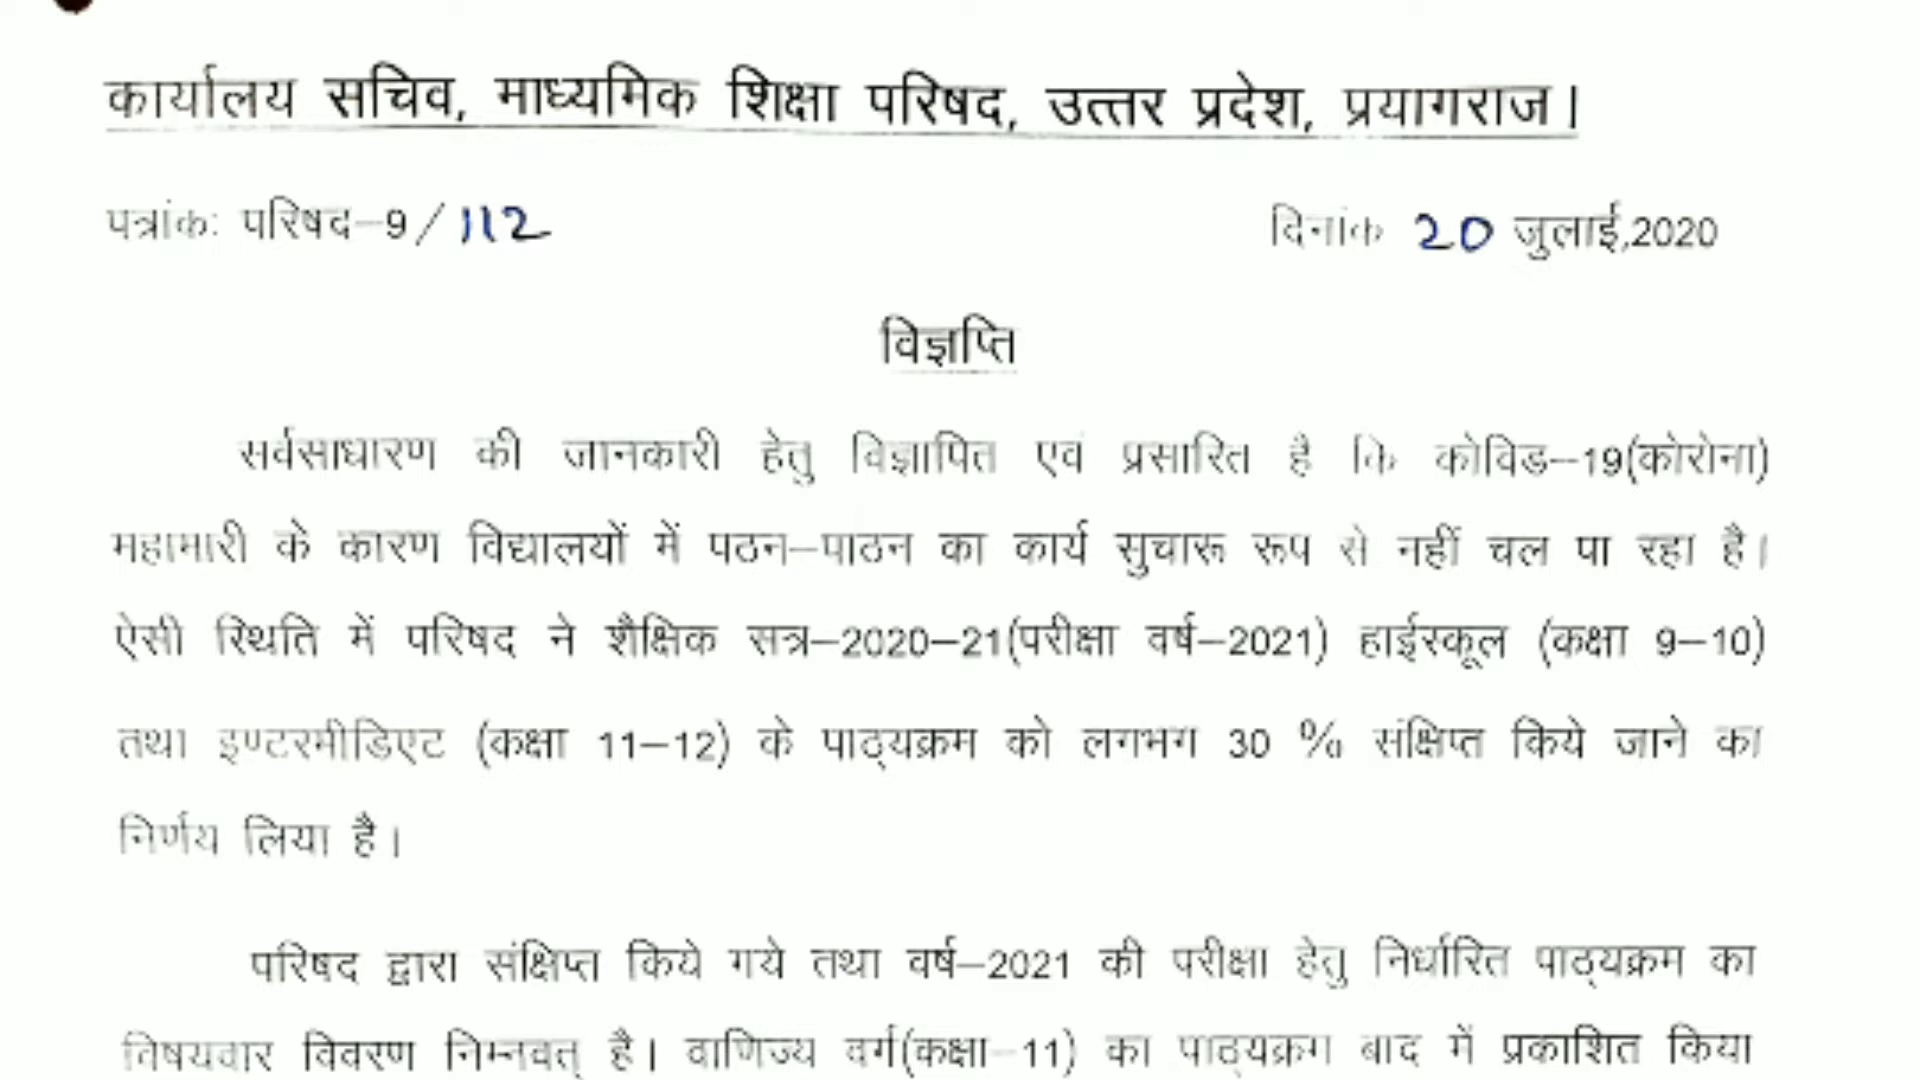 कार्यालय सचिव, माध्यमिक शिक्षा परिषद, उत्तर प्रदेश, प्रयागराज।
पत्रांक: परिषद–9/112 दिनांक 20 जुलाई,2020
विज्ञप्ति
सर्वसाधारण की जानकारी हेतु विज्ञापित एवं प्रसारित है कि कोविड–19(कोरोना)
महामारी के कारण विद्यालयों में पठन–पाठन का कार्य सुचारू रूप से नहीं चल पा रहा है।
ऐसी स्थिति में परिषद ने शैक्षिक सत्र–2020–21(परीक्षा वर्ष–2021) हाईस्कूल (कक्षा 9–10)
तथा इण्टरमीडिएट (कक्षा 11–12) के पाठ्यक्रम को लगभग 30 % संक्षिप्त किये जाने का
निर्णय लिया है।
परिषद द्वारा संक्षिप्त किये गये तथा वर्ष–2021 की परीक्षा हेतु निर्धारित पाठ्यक्रम का
विषयवार विवरण निम्नवत् है। वाणिज्य वर्ग(कक्षा–11) का पाठ्यक्रम बाद में प्रकाशित किया